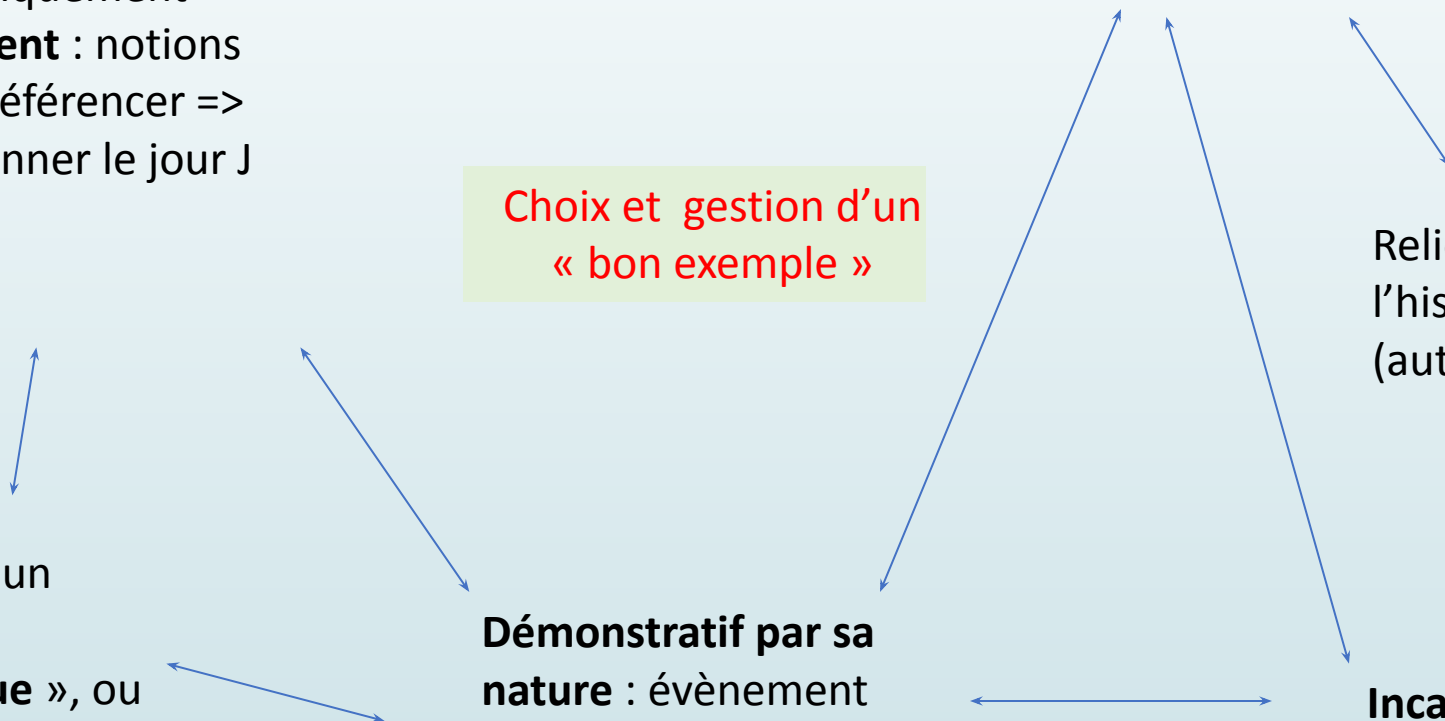 ent : notions
éférencer =>
nner le jour J
Choix et  gestion d’un
« bon exemple »
Reli
l’his
(aut
un
ue », ou
Démonstratif par sa
nature : évènement
Inca